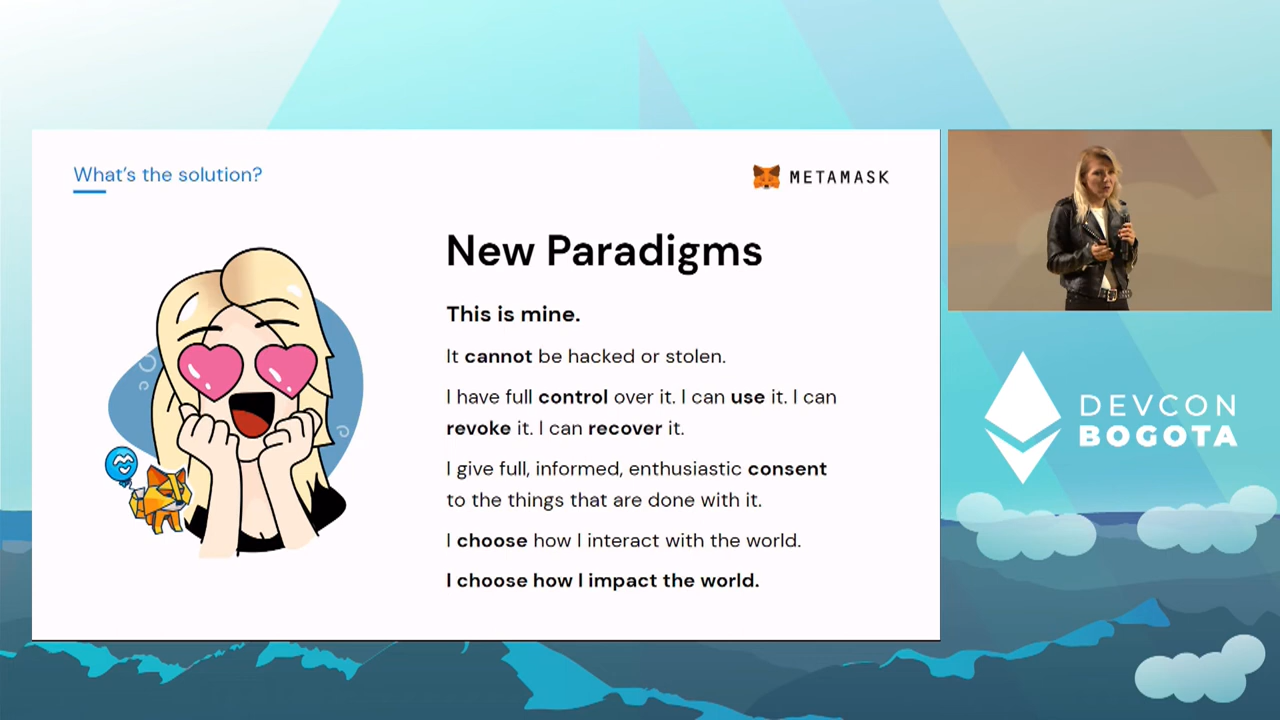 What's the solution?
METAMASK
New Paradigms
This is mine.
It cannot be hacked or stolen.
I have full control over it. I can use it. I can
revoke it. I can recover it.
I give full, informed, enthusiastic consent
to the things that are done with it.
I choose how I interact with the world.
I choose how I impact the world.
DEVCON
BOGOTA